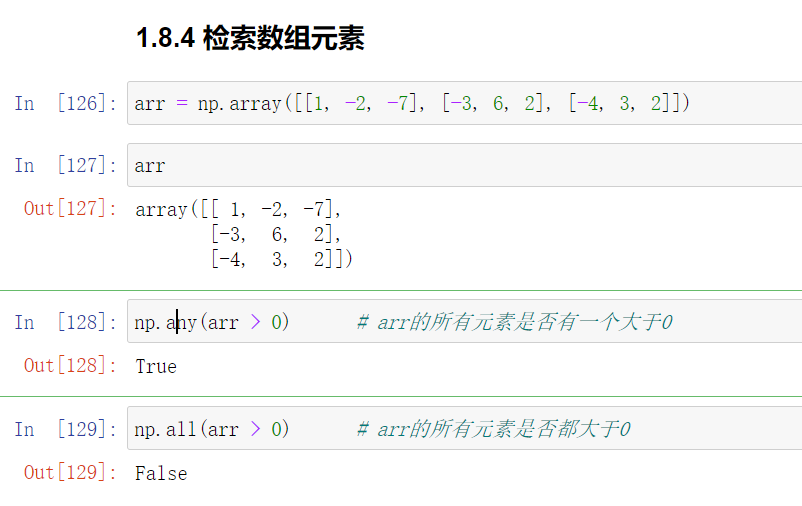 1.8.4 检索数组元素
In [126]: arr = np.array([[1, -2, -7], [-3, 6, 2], [-4, 3, 2]])
In [127]: arr
Out[127]: array([[ 1, -2, -7],
[-3, 6, 2],
[-4, 3, 2]])
In [128]: np.any(arr > 0) # arr的所有元素是否有一个大于0
Out[128]: True
In [129]: np.all(arr > 0) # arr的所有元素是否都大于0
Out[129]: False